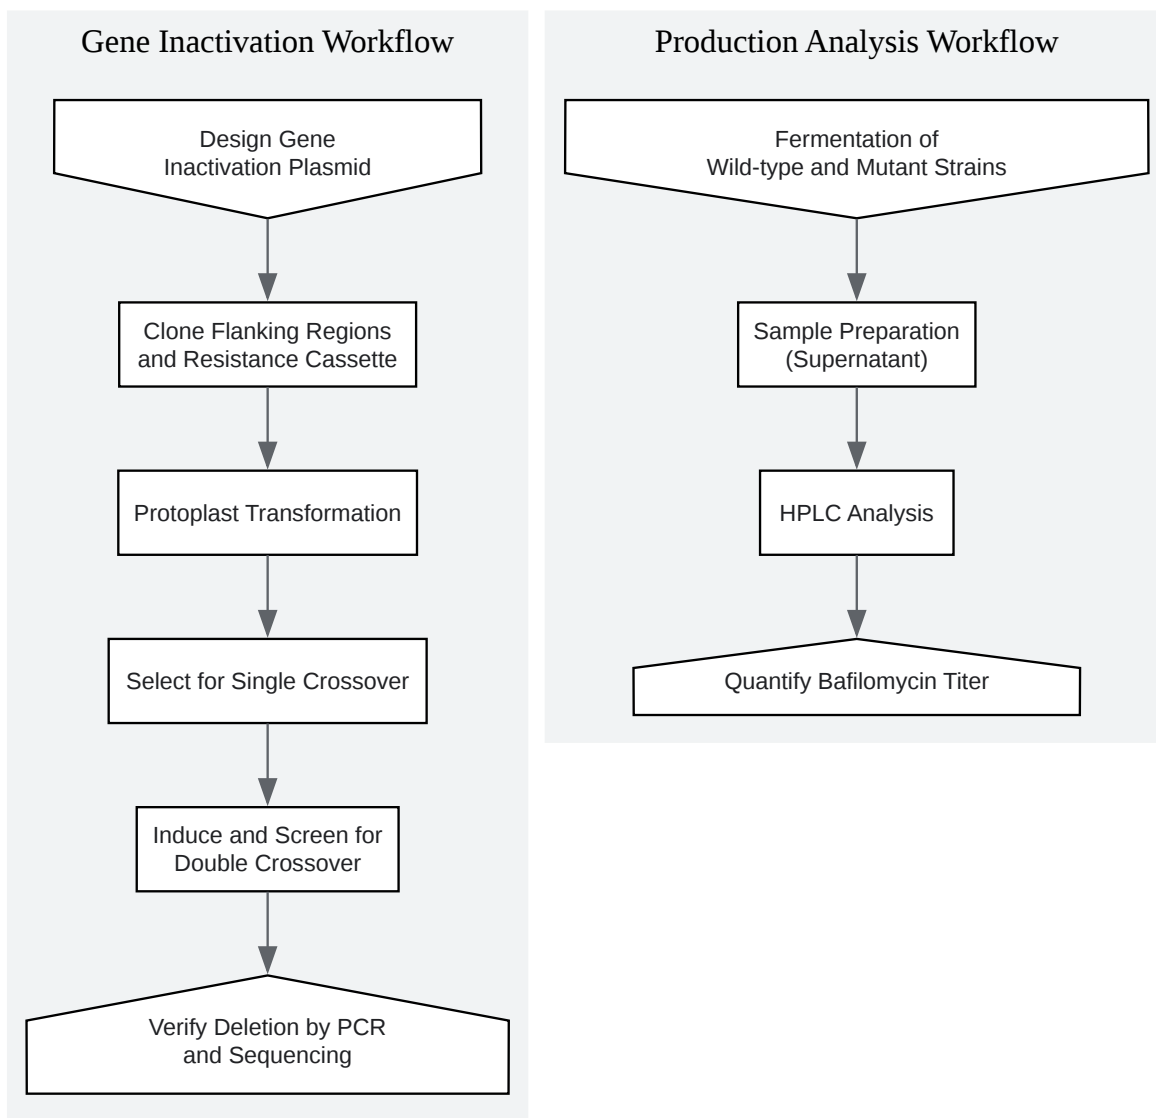 Gene Inactivation Workflow
Design Gene
Inactivation Plasmid
Clone Flanking Regions
and Resistance Cassette
Protoplast Transformation
Select for Single Crossover
Induce and Screen for
Double Crossover
Verify Deletion by PCR
and Sequencing
Production Analysis Workflow
Fermentation of
Wild-type and Mutant Strains
Sample Preparation
(Supernatant)
HPLC Analysis
Quantify Bafilomycin Titer